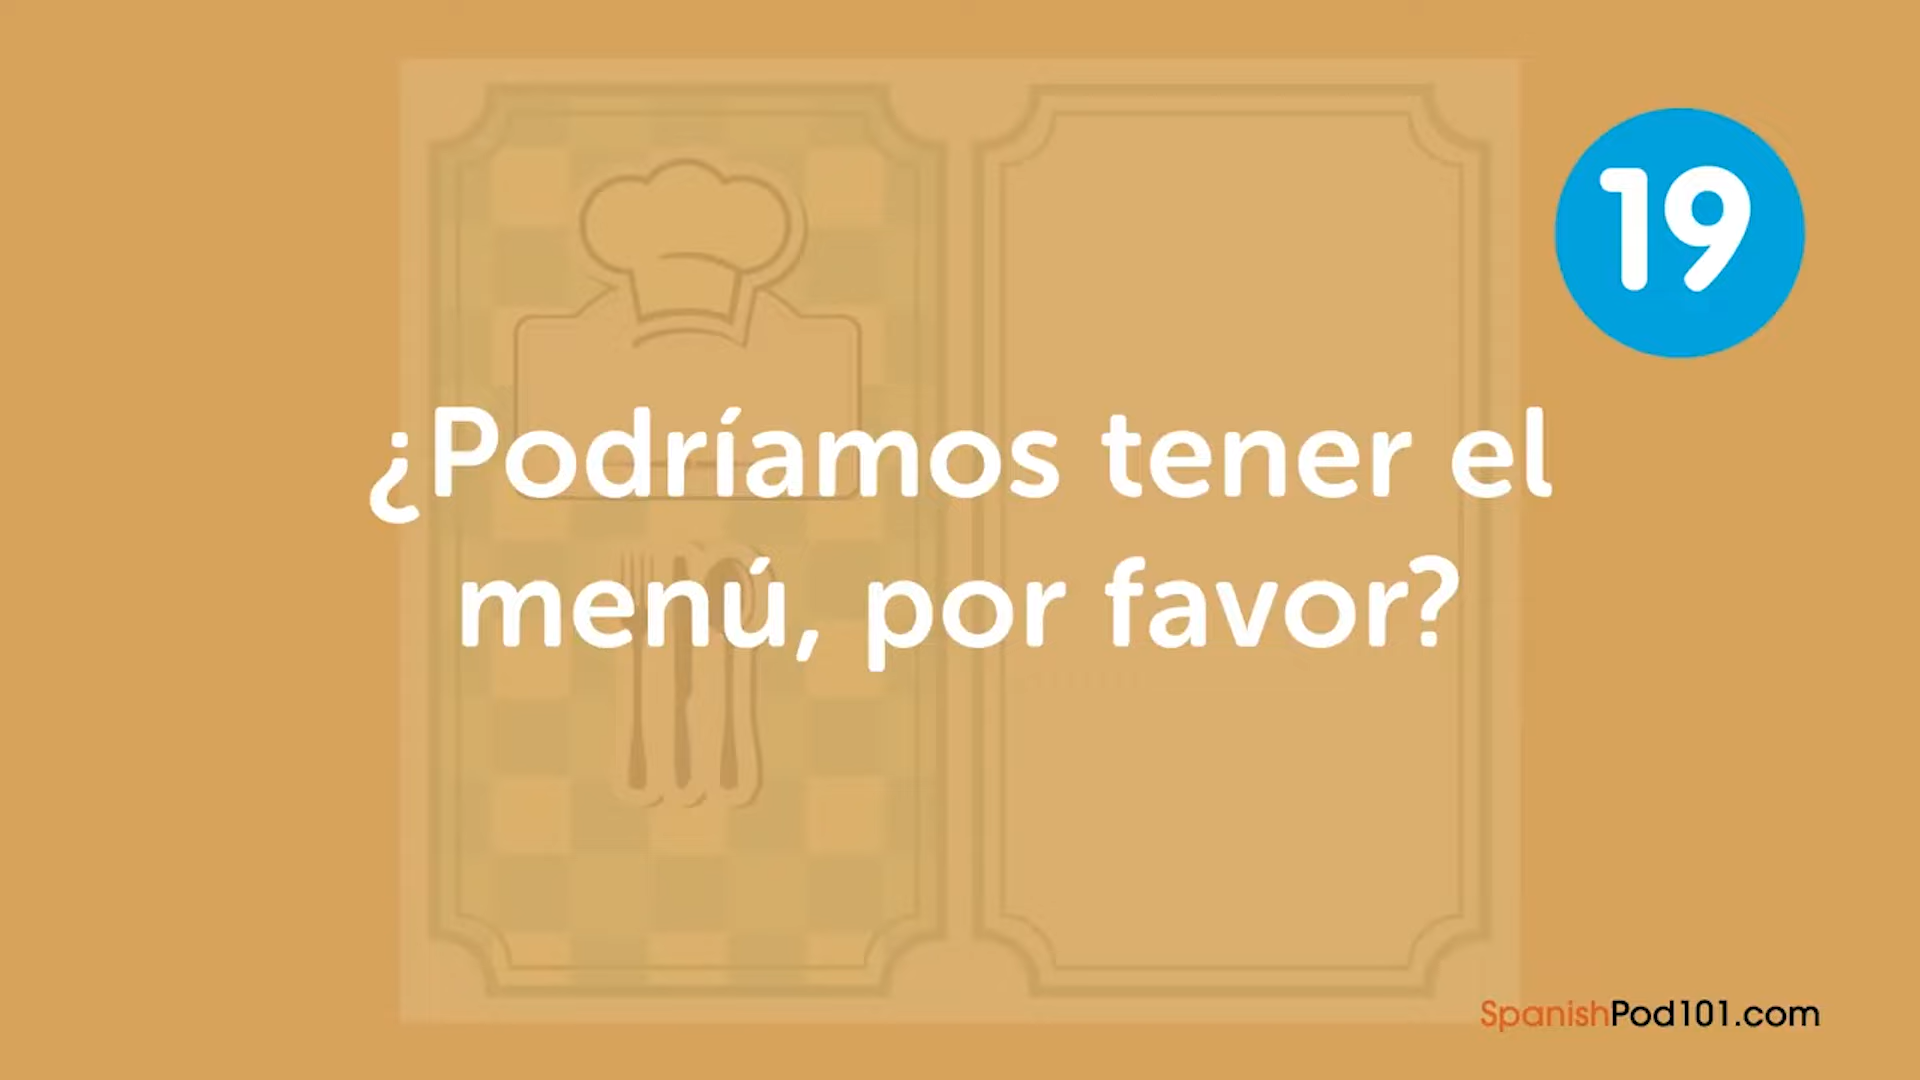 19
¿Podríamos tener el
menú, por favor?
SpanishPod101.com